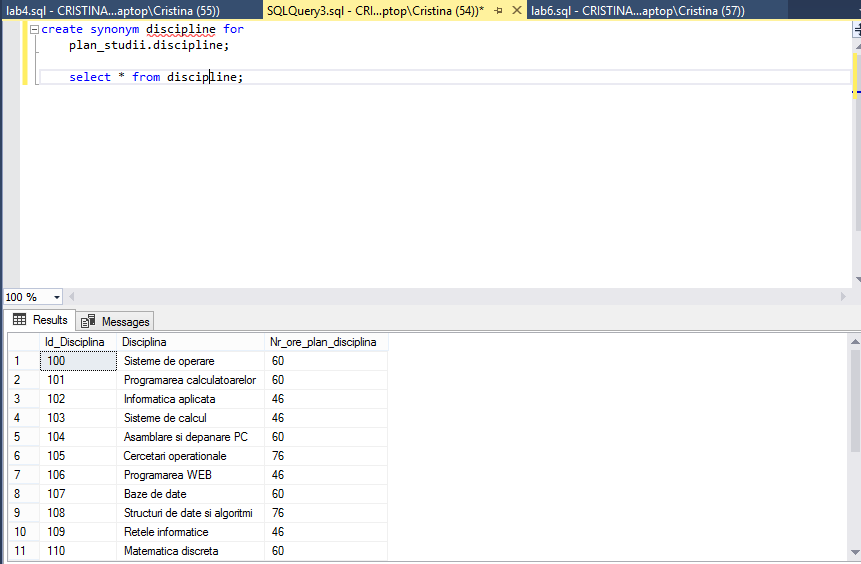 lab4.sql - CRISTINA...aptop\Cristina (55)) SQLQuery3.sql - CRI...ptop\Cristina (54))* lab6.sql - CRISTINA...aptop\Cristina (57))
create synonym discipline for
plan_studii.discipline;
select * from discipline;
100 %
Results Messages
Id_Disciplina Disciplina Nr_ore_plan_disciplina
1 100 Sisteme de operare 60
2 101 Programarea calculatoarelor 60
3 102 Informatica aplicata 46
4 103 Sisteme de calcul 46
5 104 Asamblare si depanare PC 60
6 105 Cercetari operationale 76
7 106 Programarea WEB 46
8 107 Baze de date 60
9 108 Structuri de date si algoritmi 76
10 109 Retele informatice 46
11 110 Matematica discreta 60